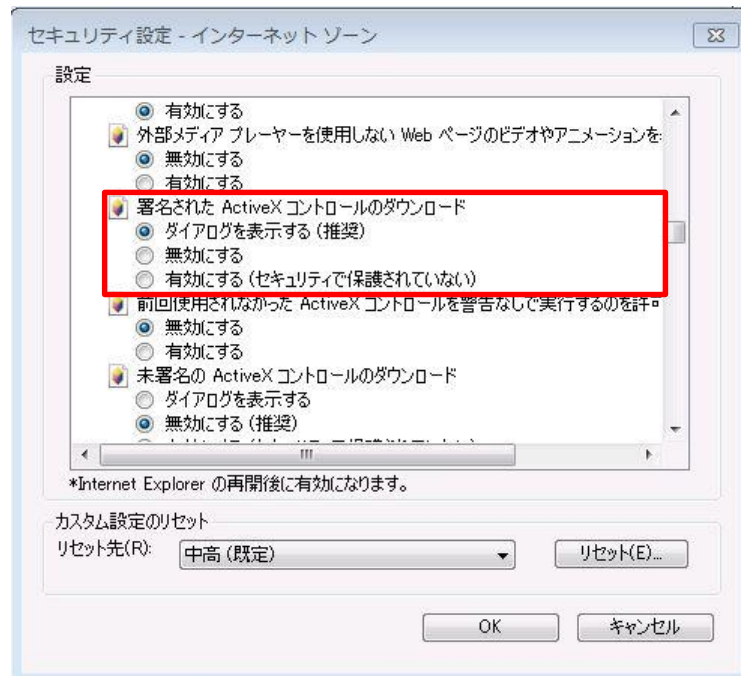 セキュリティ設定 - インターネット ゾーン
設定
有効にする
外部メディア プレーヤーを使用しない Web ページのビデオやアニメーションを
無効にする
有効にする
署名された ActiveX コントロールのダウンロード
ダイアログを表示する (推奨)
無効にする
有効にする (セキュリティで保護されていない)
前回使用されなかった ActiveX コントロールを警告なしで実行するのを許
無効にする
有効にする
未署名の ActiveX コントロールのダウンロード
ダイアログを表示する
無効にする (推奨)
*Internet Explorer の再開後に有効になります。
カスタム設定のリセット
リセット先(R):
中高 (既定)
リセット(E)...
OK
キャンセル